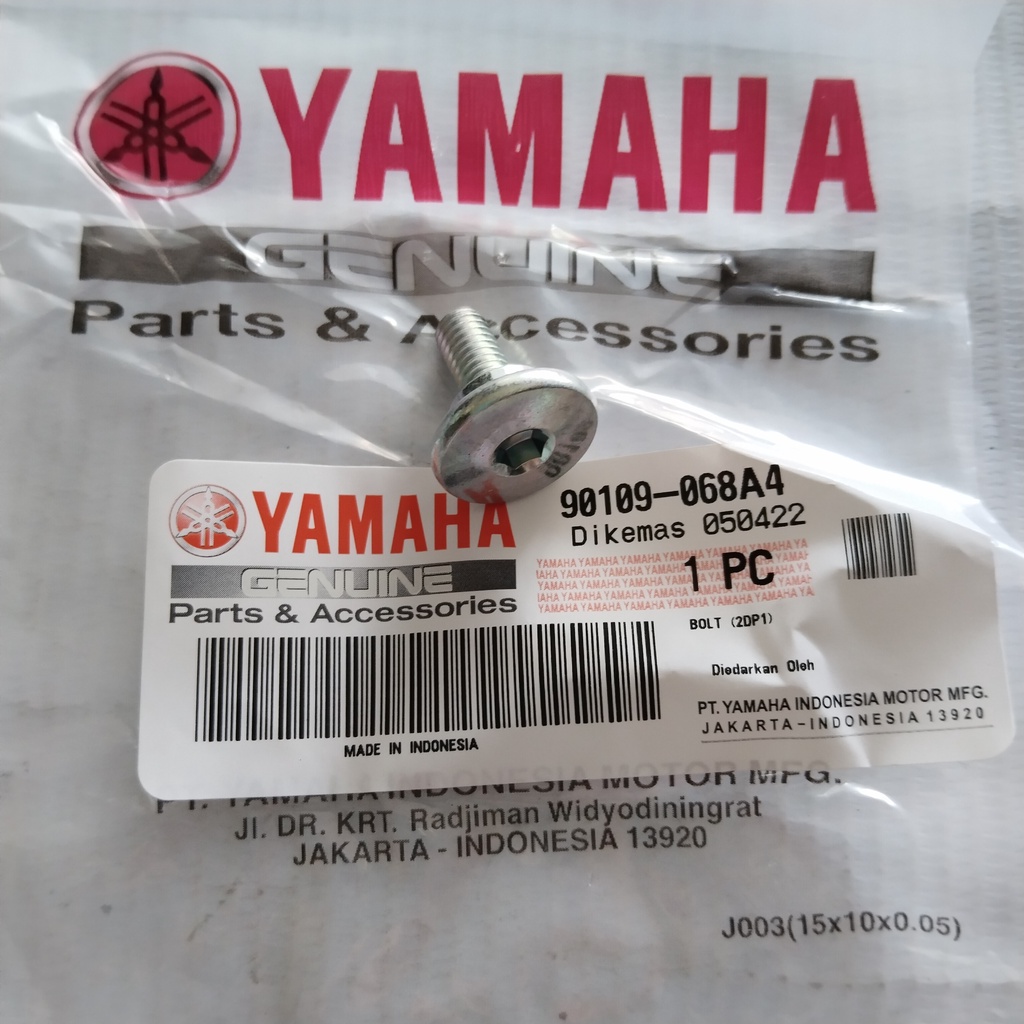 YAMAHA
GENUINE
Parts & Accessories
YAMAHA
GENUINE
Parts & Accessories
90109-068A4
Dikemas 050422
1 PC
BOLT (2DP1)
Diedarkan Oleh
PT. YAMAHA INDONESIA MOTOR MFG.
JAKARTA-INDONESIA 13920
MADE IN INDONESIA
PT. YAMAHA INDONESIA MOTOR MFG.
Jl. DR. KRT. Radjiman Widyodiningrat
JAKARTA - INDONESIA 13920
J003(15x10x0.05)